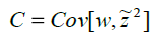 C = Cov[w, z̃²]